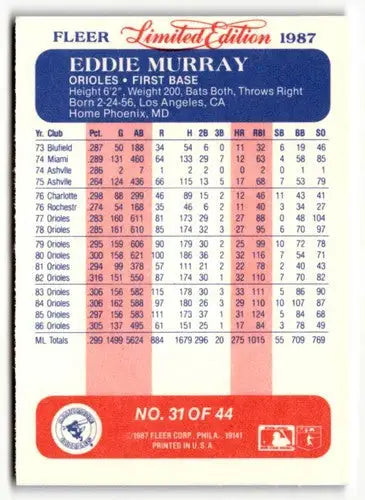 FLEER Limited Edition 1987
EDDIE MURRAY
ORIOLES • FIRST BASE
Height 6'2", Weight 200, Bats Both, Throws Right
Born 2-24-56, Los Angeles, CA
Home Phoenix, MD
Yr. Club Pct. G AB R H 2B 3B HR RBI SB BB SO
73 Blufield .287 50 188 34 54 6 0 11 32 6 19 46
74 Miami .289 131 460 64 133 29 7 12 63 4 58 85
74 Ashvlle .286 2 7 1 2 2 0 0 2 0 1 1
75 Ashvlle .264 124 436 66 115 13 5 17 68 7 53 79
76 Charlotte .298 88 299 46 89 15 2 12 46 11 43 41
76 Rochestr .274 54 168 35 46 6 2 11 40 3 34 27
77 Orioles .283 160 611 81 173 29 2 27 88 0 48 104
78 Orioles .285 161 610 85 174 32 3 27 95 6 70 97
79 Orioles .295 159 606 90 179 30 2 25 99 10 72 78
80 Orioles .300 158 621 100 186 36 2 32 116 7 54 71
81 Orioles .294 99 378 57 111 21 2 22 78 2 40 43
82 Orioles .316 151 550 87 174 30 1 32 110 7 70 82
83 Orioles .306 156 582 115 178 30 3 33 111 5 86 90
84 Orioles .306 162 588 97 180 26 3 29 110 10 107 87
85 Orioles .297 156 583 111 173 37 1 31 124 5 84 68
86 Orioles .305 137 495 61 151 25 1 17 84 3 78 49
ML Totals .299 1499 5624 884 1679 296 20 275 1015 55 709 769
NO. 31 OF 44
©1987 FLEER CORP., PHILA. 19141
PRINTED IN U.S.A.